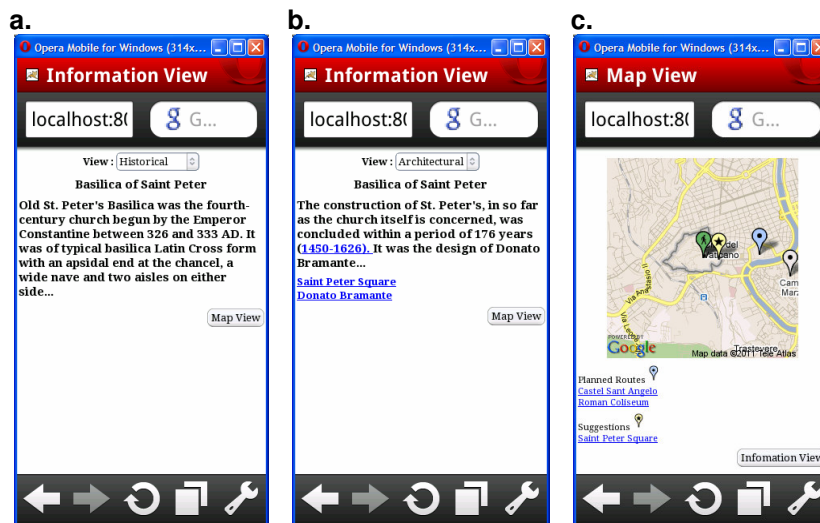 a.
Opera Mobile for Windows (314x...
Information View
localhost:8(
g G...
View : Historical
Basilica of Saint Peter
Old St. Peter's Basilica was the fourth-
century church begun by the Emperor
Constantine between 326 and 333 AD. It
was of typical basilica Latin Cross form
with an apsidal end at the chancel, a
wide nave and two aisles on either
side...
Map View
b.
Opera Mobile for Windows (314x...
Information View
localhost:8(
g G...
View : Architectural
Basilica of Saint Peter
The construction of St. Peter's, in so far
as the church itself is concerned, was
concluded within a period of 176 years
(1450-1626). It was the design of Donato
Bramante...
Saint Peter Square
Donato Bramante
Map View
c.
Opera Mobile for Windows (314x...
Map View
localhost:8(
g G...
del
Vaticano
Via
Cam
Marz
Trastevere
POWERED BY
Google
Map data ©2011 Tele Atlas
Planned Routes
Castel Sant Angelo
Roman Coliseum
Suggestions
Saint Peter Square
Infomation View